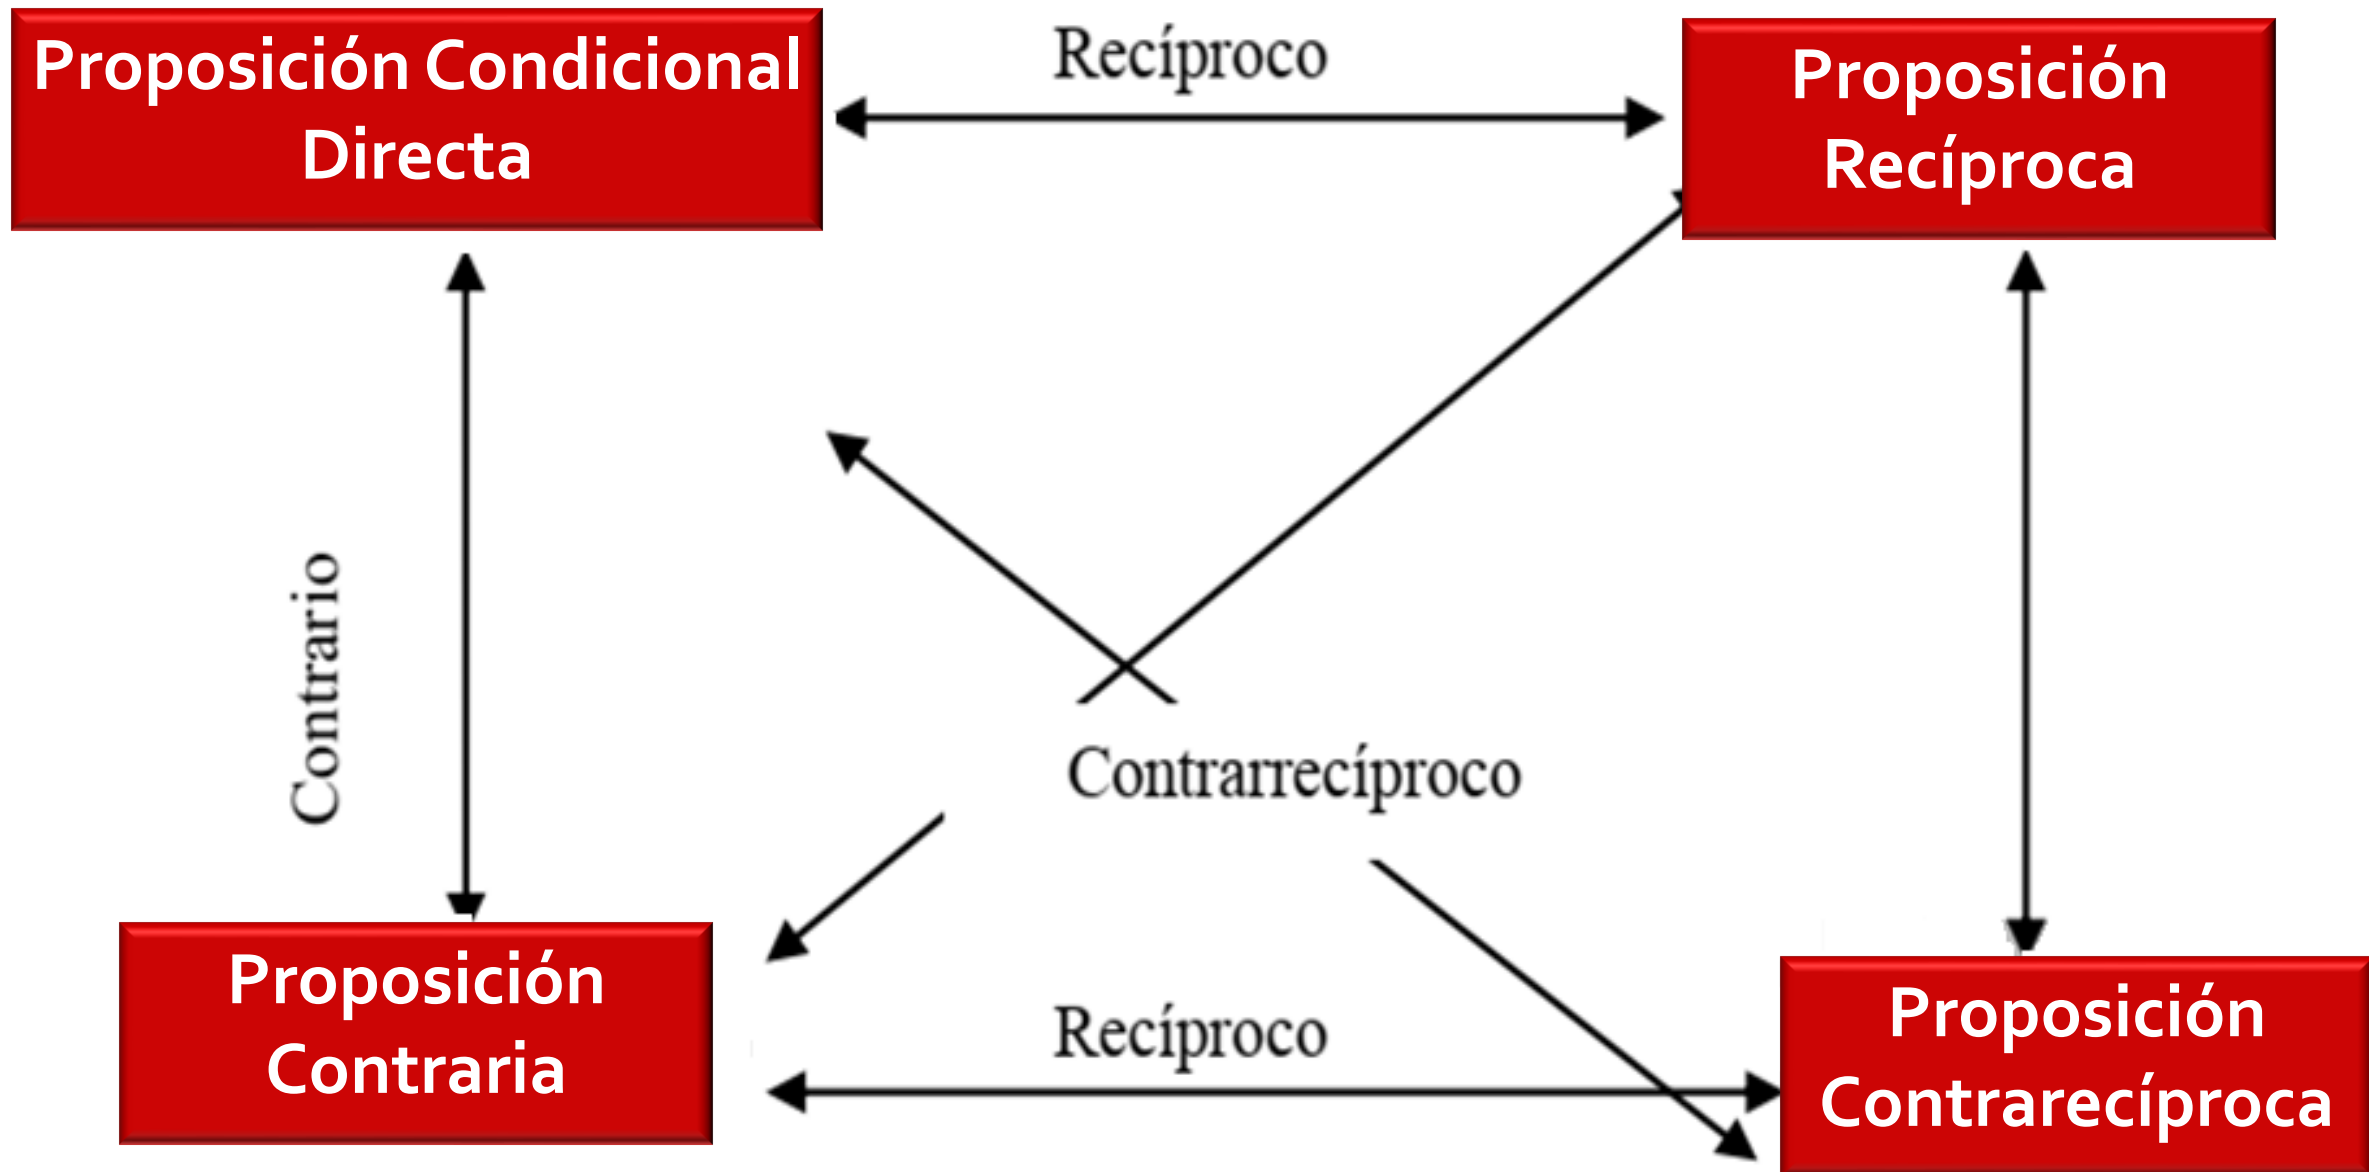 Proposición Condicional
Directa
Recíproco
Proposición
Recíproca
Contrario
Contrarrecíproco
Proposición
Contraria
Recíproco
Proposición
Contrarecíproca